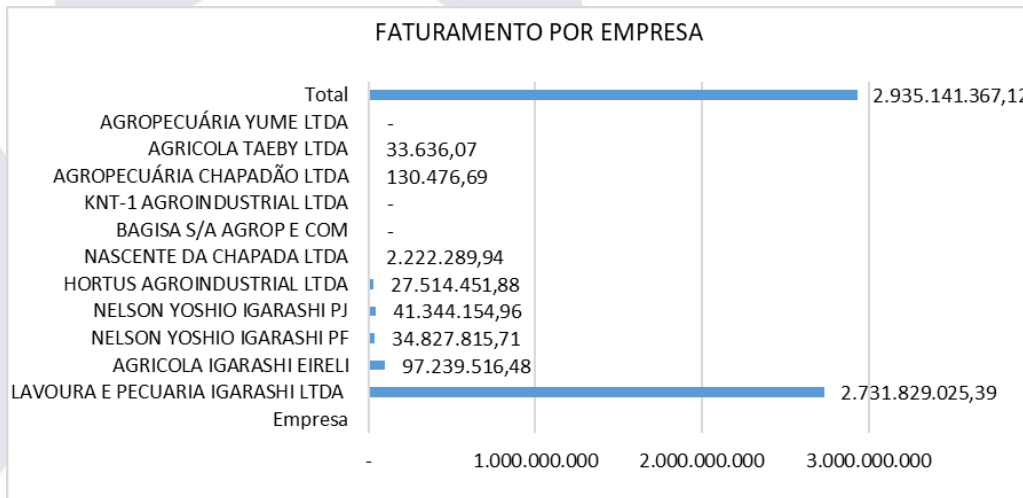 FATURAMENTO POR EMPRESA
Total 2.935.141.367,12
AGROPECUÁRIA YUME LTDA -
AGRICOLA TAEBY LTDA 33.636,07
AGROPECUÁRIA CHAPADÃO LTDA 130.476,69
KNT-1 AGROINDUSTRIAL LTDA -
BAGISA S/A AGROP E COM -
NASCENTE DA CHAPADA LTDA 2.222.289,94
HORTUS AGROINDUSTRIAL LTDA 27.514.451,88
NELSON YOSHIO IGARASHI PJ 41.344.154,96
NELSON YOSHIO IGARASHI PF 34.827.815,71
AGRICOLA IGARASHI EIRELI 97.239.516,48
LAVOURA E PECUARIA IGARASHI LTDA 2.731.829.025,39
Empresa
- 1.000.000.000 2.000.000.000 3.000.000.000